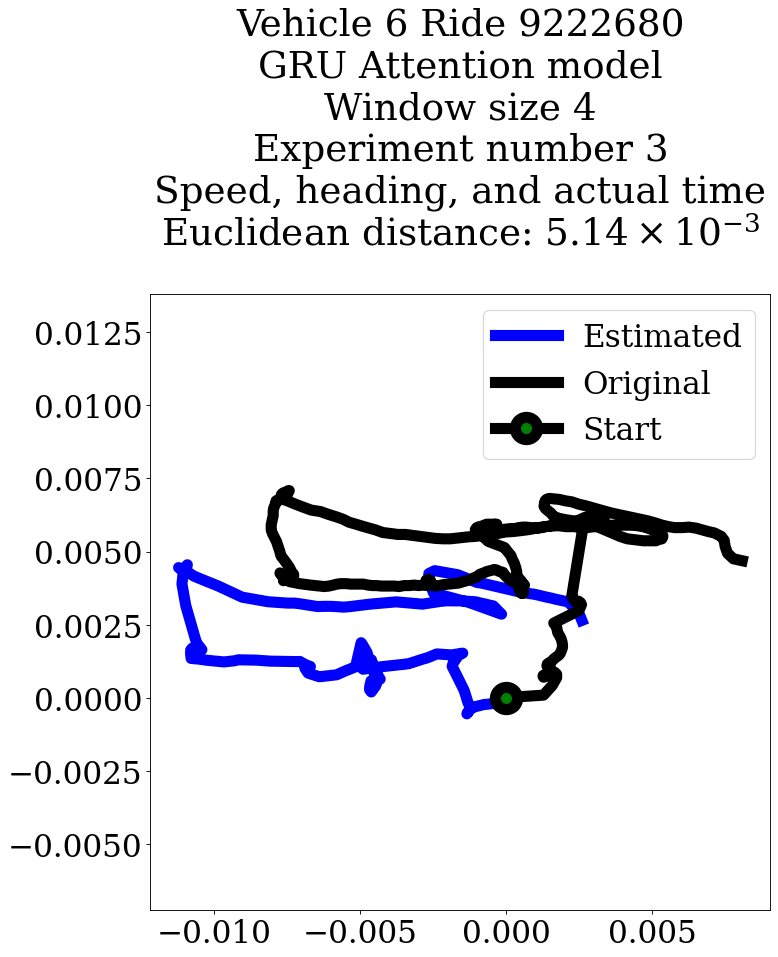 Vehicle 6 Ride 9222680
GRU Attention model
Window size 4
Experiment number 3
Speed, heading, and actual time
Euclidean distance: 5.14 × 10⁻³
Estimated
Original
Start
0.0125
0.0100
0.0075
0.0050
0.0025
0.0000
−0.0025
−0.0050
−0.010 −0.005 0.000 0.005